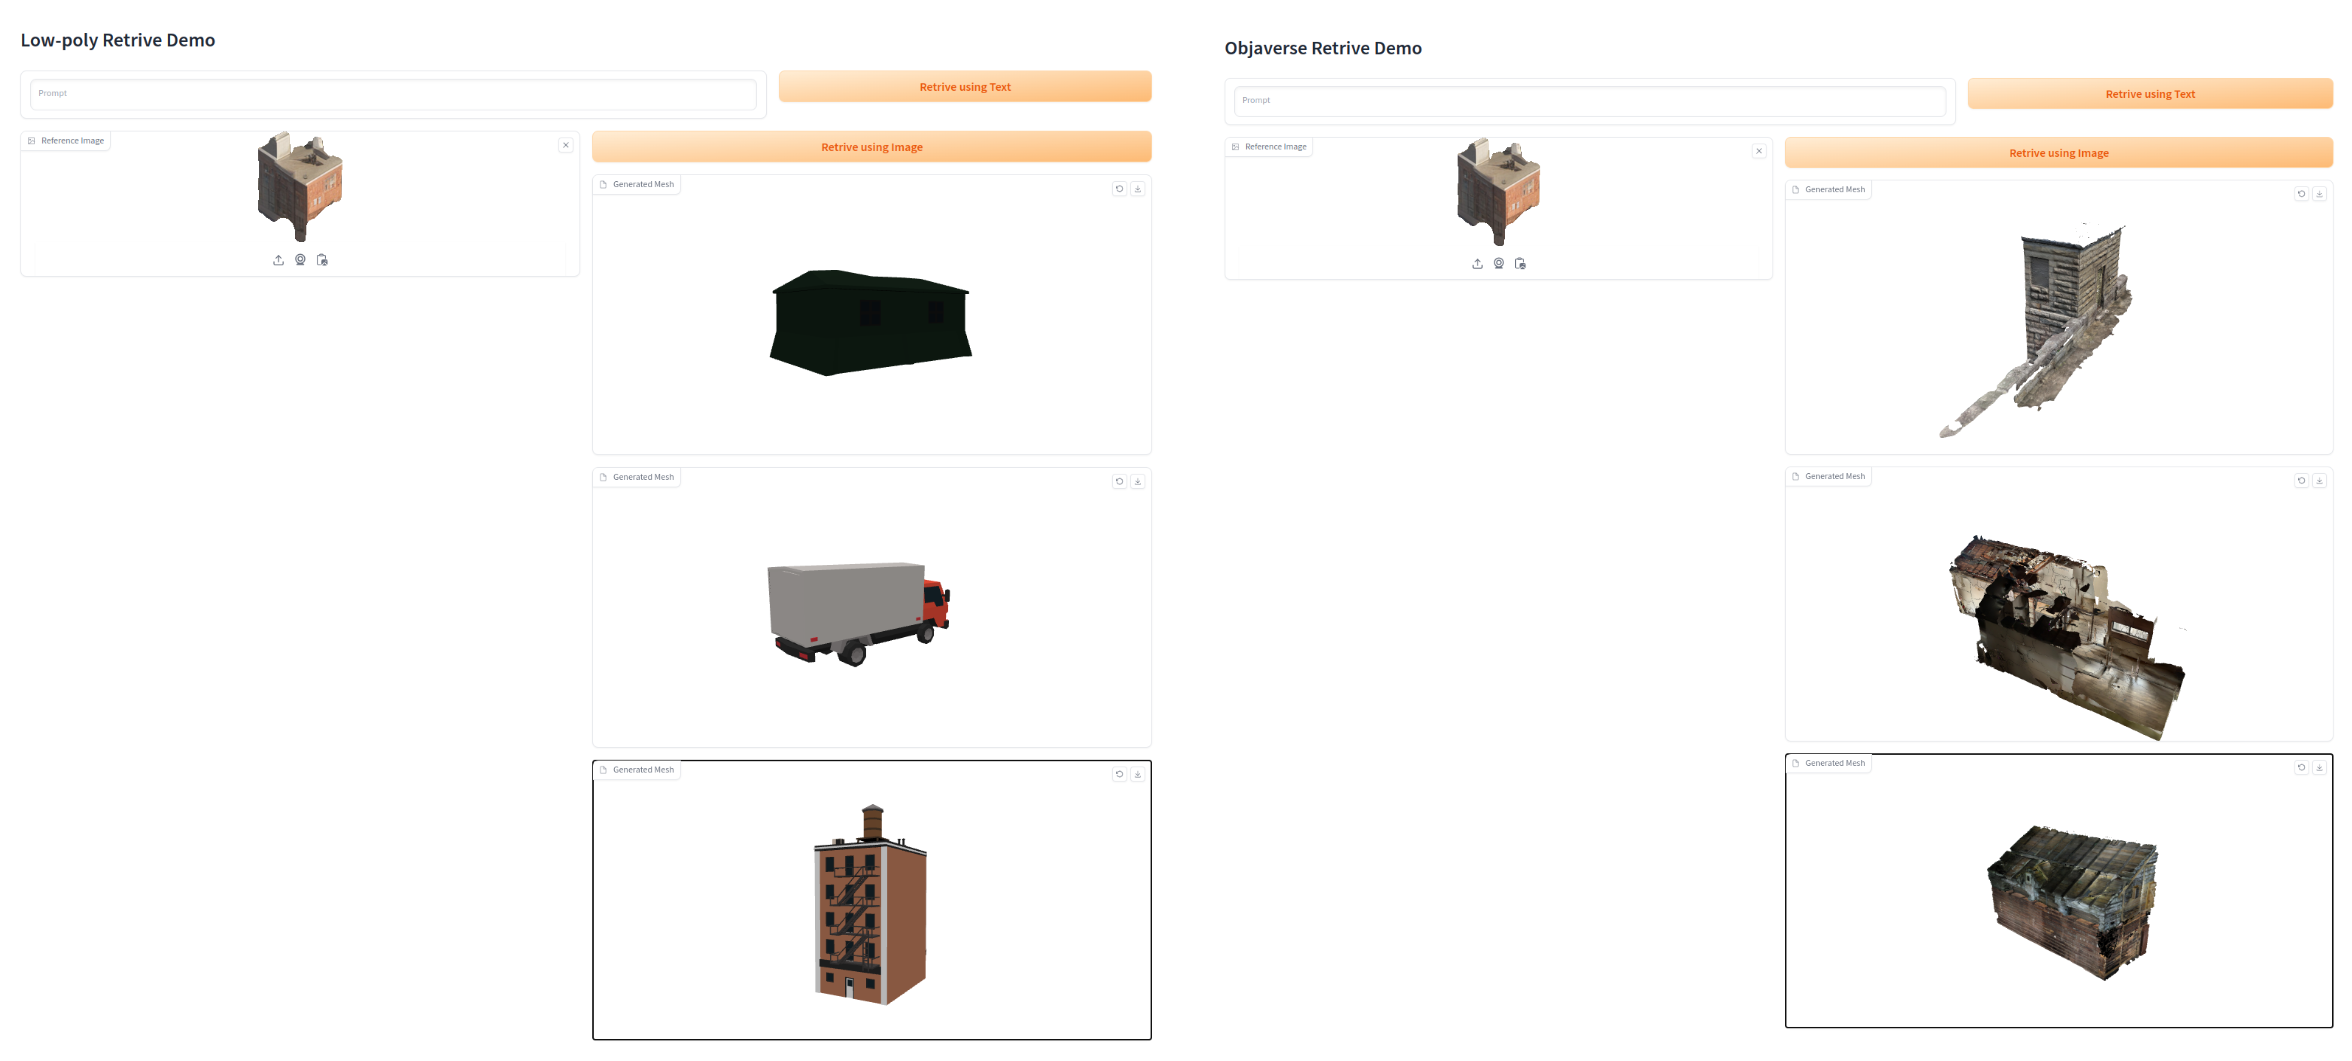 Low-poly Retrive Demo
Prompt
Retrive using Text
Reference Image
Retrive using Image
Generated Mesh
Generated Mesh
Generated Mesh
Objaverse Retrive Demo
Prompt
Retrive using Text
Reference Image
Retrive using Image
Generated Mesh
Generated Mesh
Generated Mesh